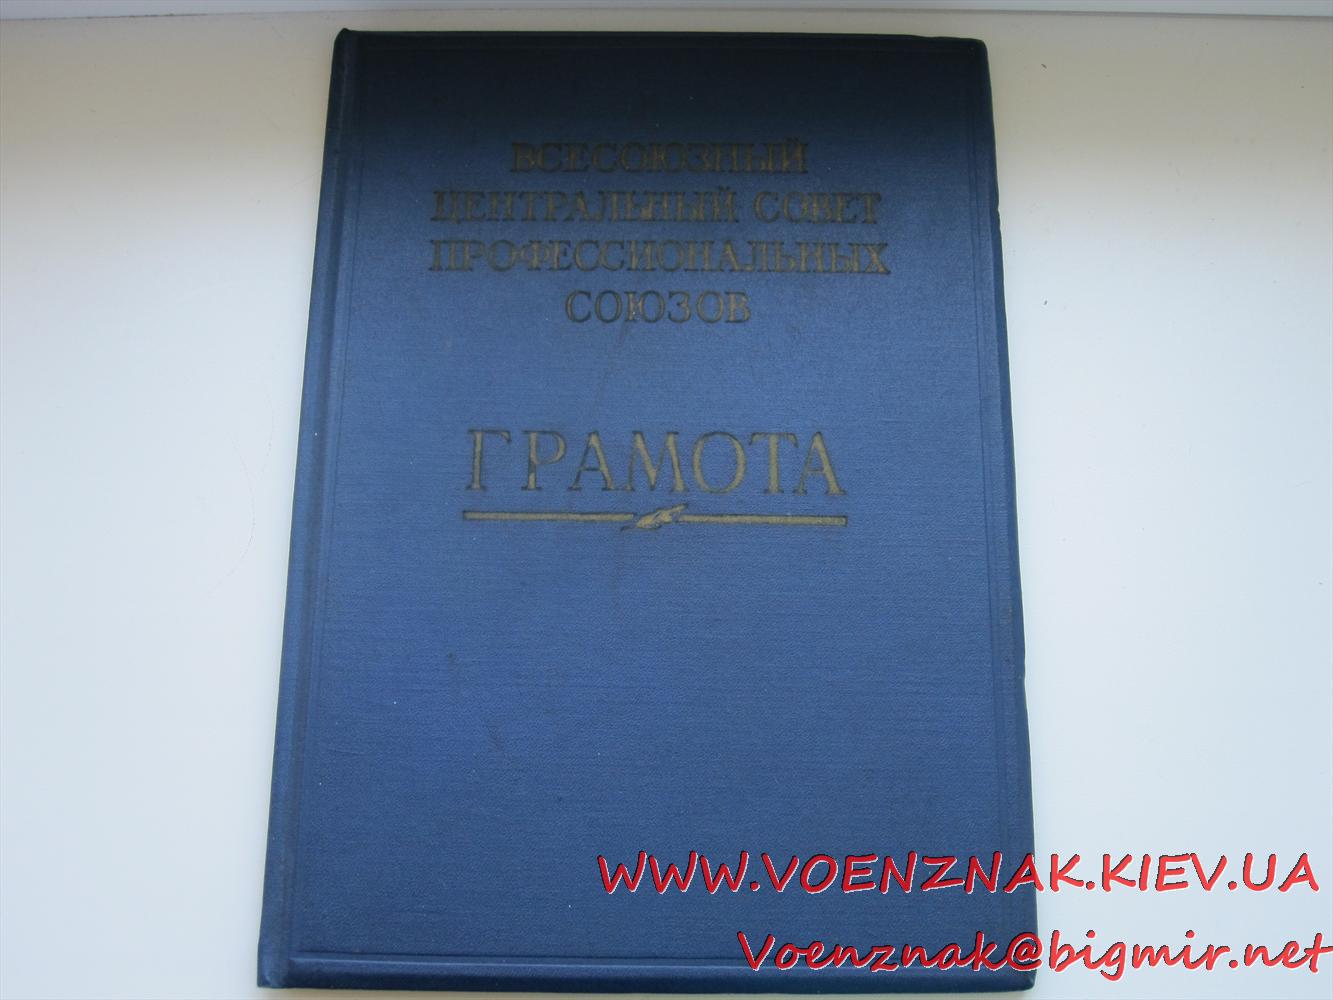 ВСЕСОЮЗНЫЙ
ЦЕНТРАЛЬНЫЙ СОВЕТ
ПРОФЕССИОНАЛЬНЫХ
СОЮЗОВ
ГРАМОТА
WWW.VOENZNAK.KIEV.UA
Voenznak@bigmir.net